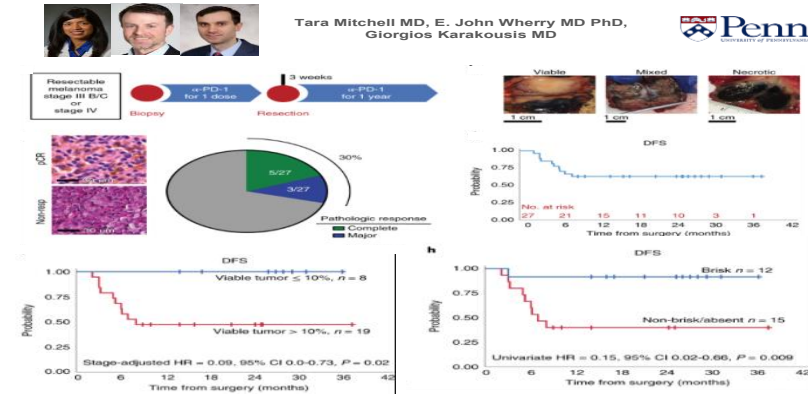 Tara Mitchell MD, E. John Wherry MD PhD,
Giorgios Karakousis MD
Penn
UNIVERSITY OF PENNSYLVANIA
Resectable
melanoma
stage III B/C
or
stage IV
α-PD-1
for 1 dose
3 weeks
α-PD-1
for 1 year
Biopsy
Resection
Viable
Mixed
Necrotic
1 cm
1 cm
1 cm
pCR
Non-resp
30%
5/27
3/27
Pathologic response
Complete
Major
DFS
Probability
1.00
0.75
0.50
0.25
No. at risk
27 21 15 11 10 3 1
0 6 12 18 24 30 36 42
Time from surgery (months)
DFS
Probability
1.00
0.75
0.50
0.25
0.00
Viable tumor ≤ 10%, n = 8
Viable tumor > 10%, n = 19
Stage-adjusted HR = 0.09, 95% CI 0.0-0.73, P = 0.02
0 6 12 18 24 30 36 42
Time from surgery (months)
h
DFS
Probability
1.00
0.75
0.50
0.25
0.00
Brisk n = 12
Non-brisk/absent n = 15
Univariate HR = 0.15, 95% CI 0.02-0.66, P = 0.009
0 6 12 18 24 30 36 42
Time from surgery (months)